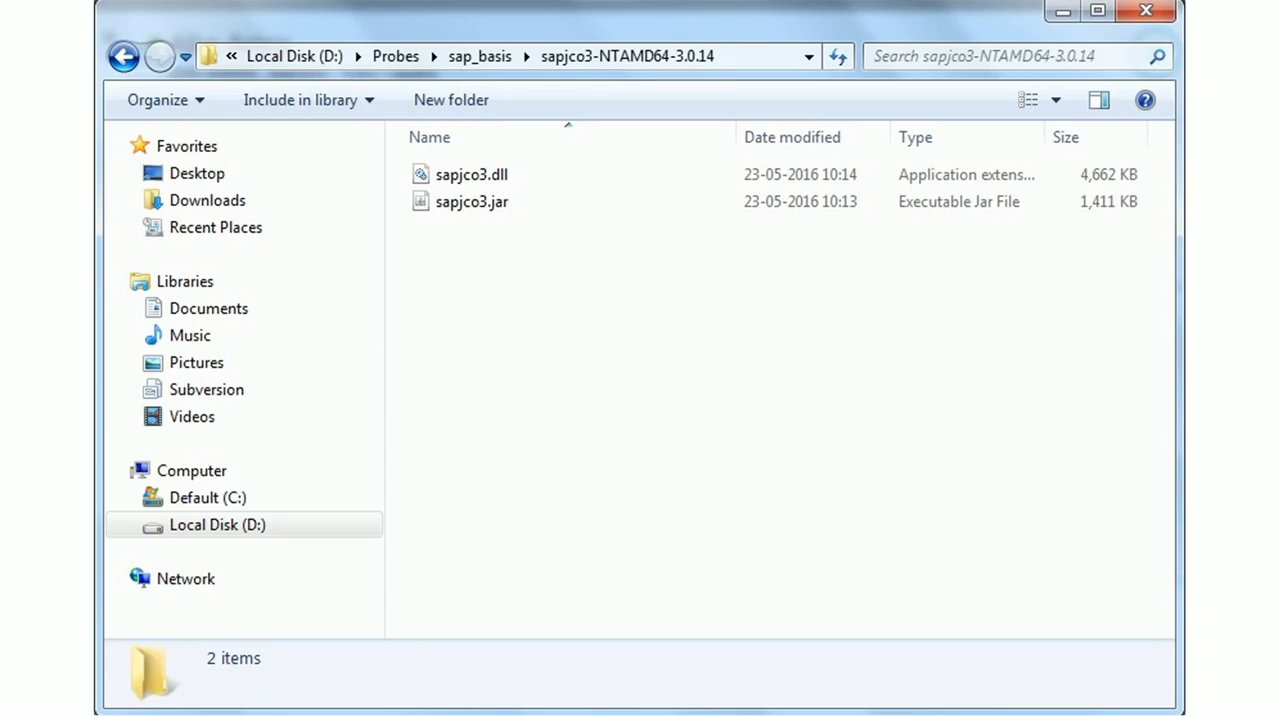 « Local Disk (D:) Probes sap_basis sapjco3-NTAMD64-3.0.14 Search sapjco3-NTAMD64-3.0.14
Organize Include in library New folder
Name Date modified Type Size
Favorites
Desktop
Downloads
Recent Places
Libraries
Documents
Music
Pictures
Subversion
Videos
Computer
Default (C:)
Local Disk (D:)
Network
sapjco3.dll 23-05-2016 10:14 Application extens... 4,662 KB
sapjco3.jar 23-05-2016 10:13 Executable Jar File 1,411 KB
2 items